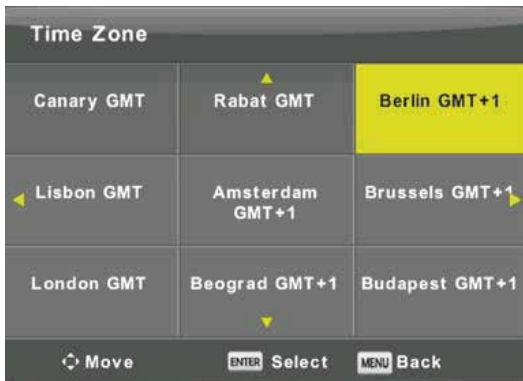 Time Zone
Canary GMT Rabat GMT Berlin GMT+1
Lisbon GMT Amsterdam GMT+1 Brussels GMT+1
London GMT Beograd GMT+1 Budapest GMT+1
Move ENTER Select MENU Back